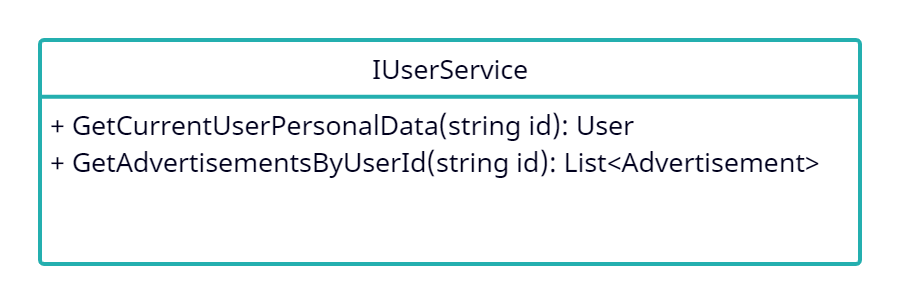 IUserService
+ GetCurrentUserPersonalData(string id): User
+ GetAdvertisementsByUserId(string id): List<Advertisement>